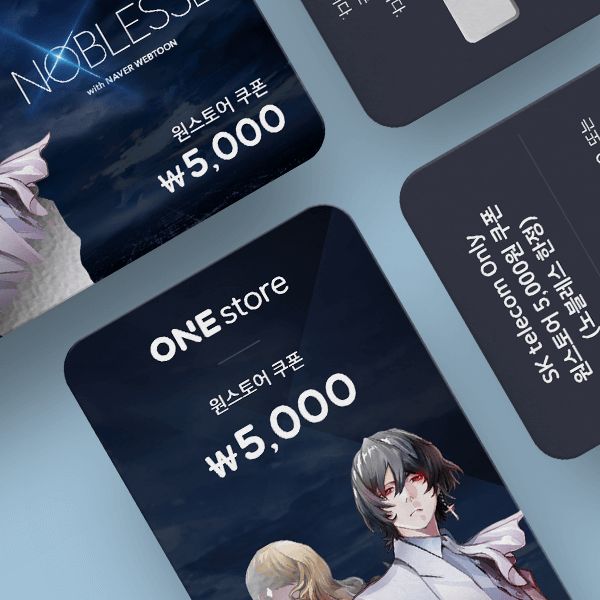 NOBLESSE
with NAVER WEBTOON
원스토어 쿠폰
₩5,000
ONE store
원스토어 쿠폰
₩5,000
SK telecom Only
원스토어 5,000원 쿠폰
(노블레스 한정)